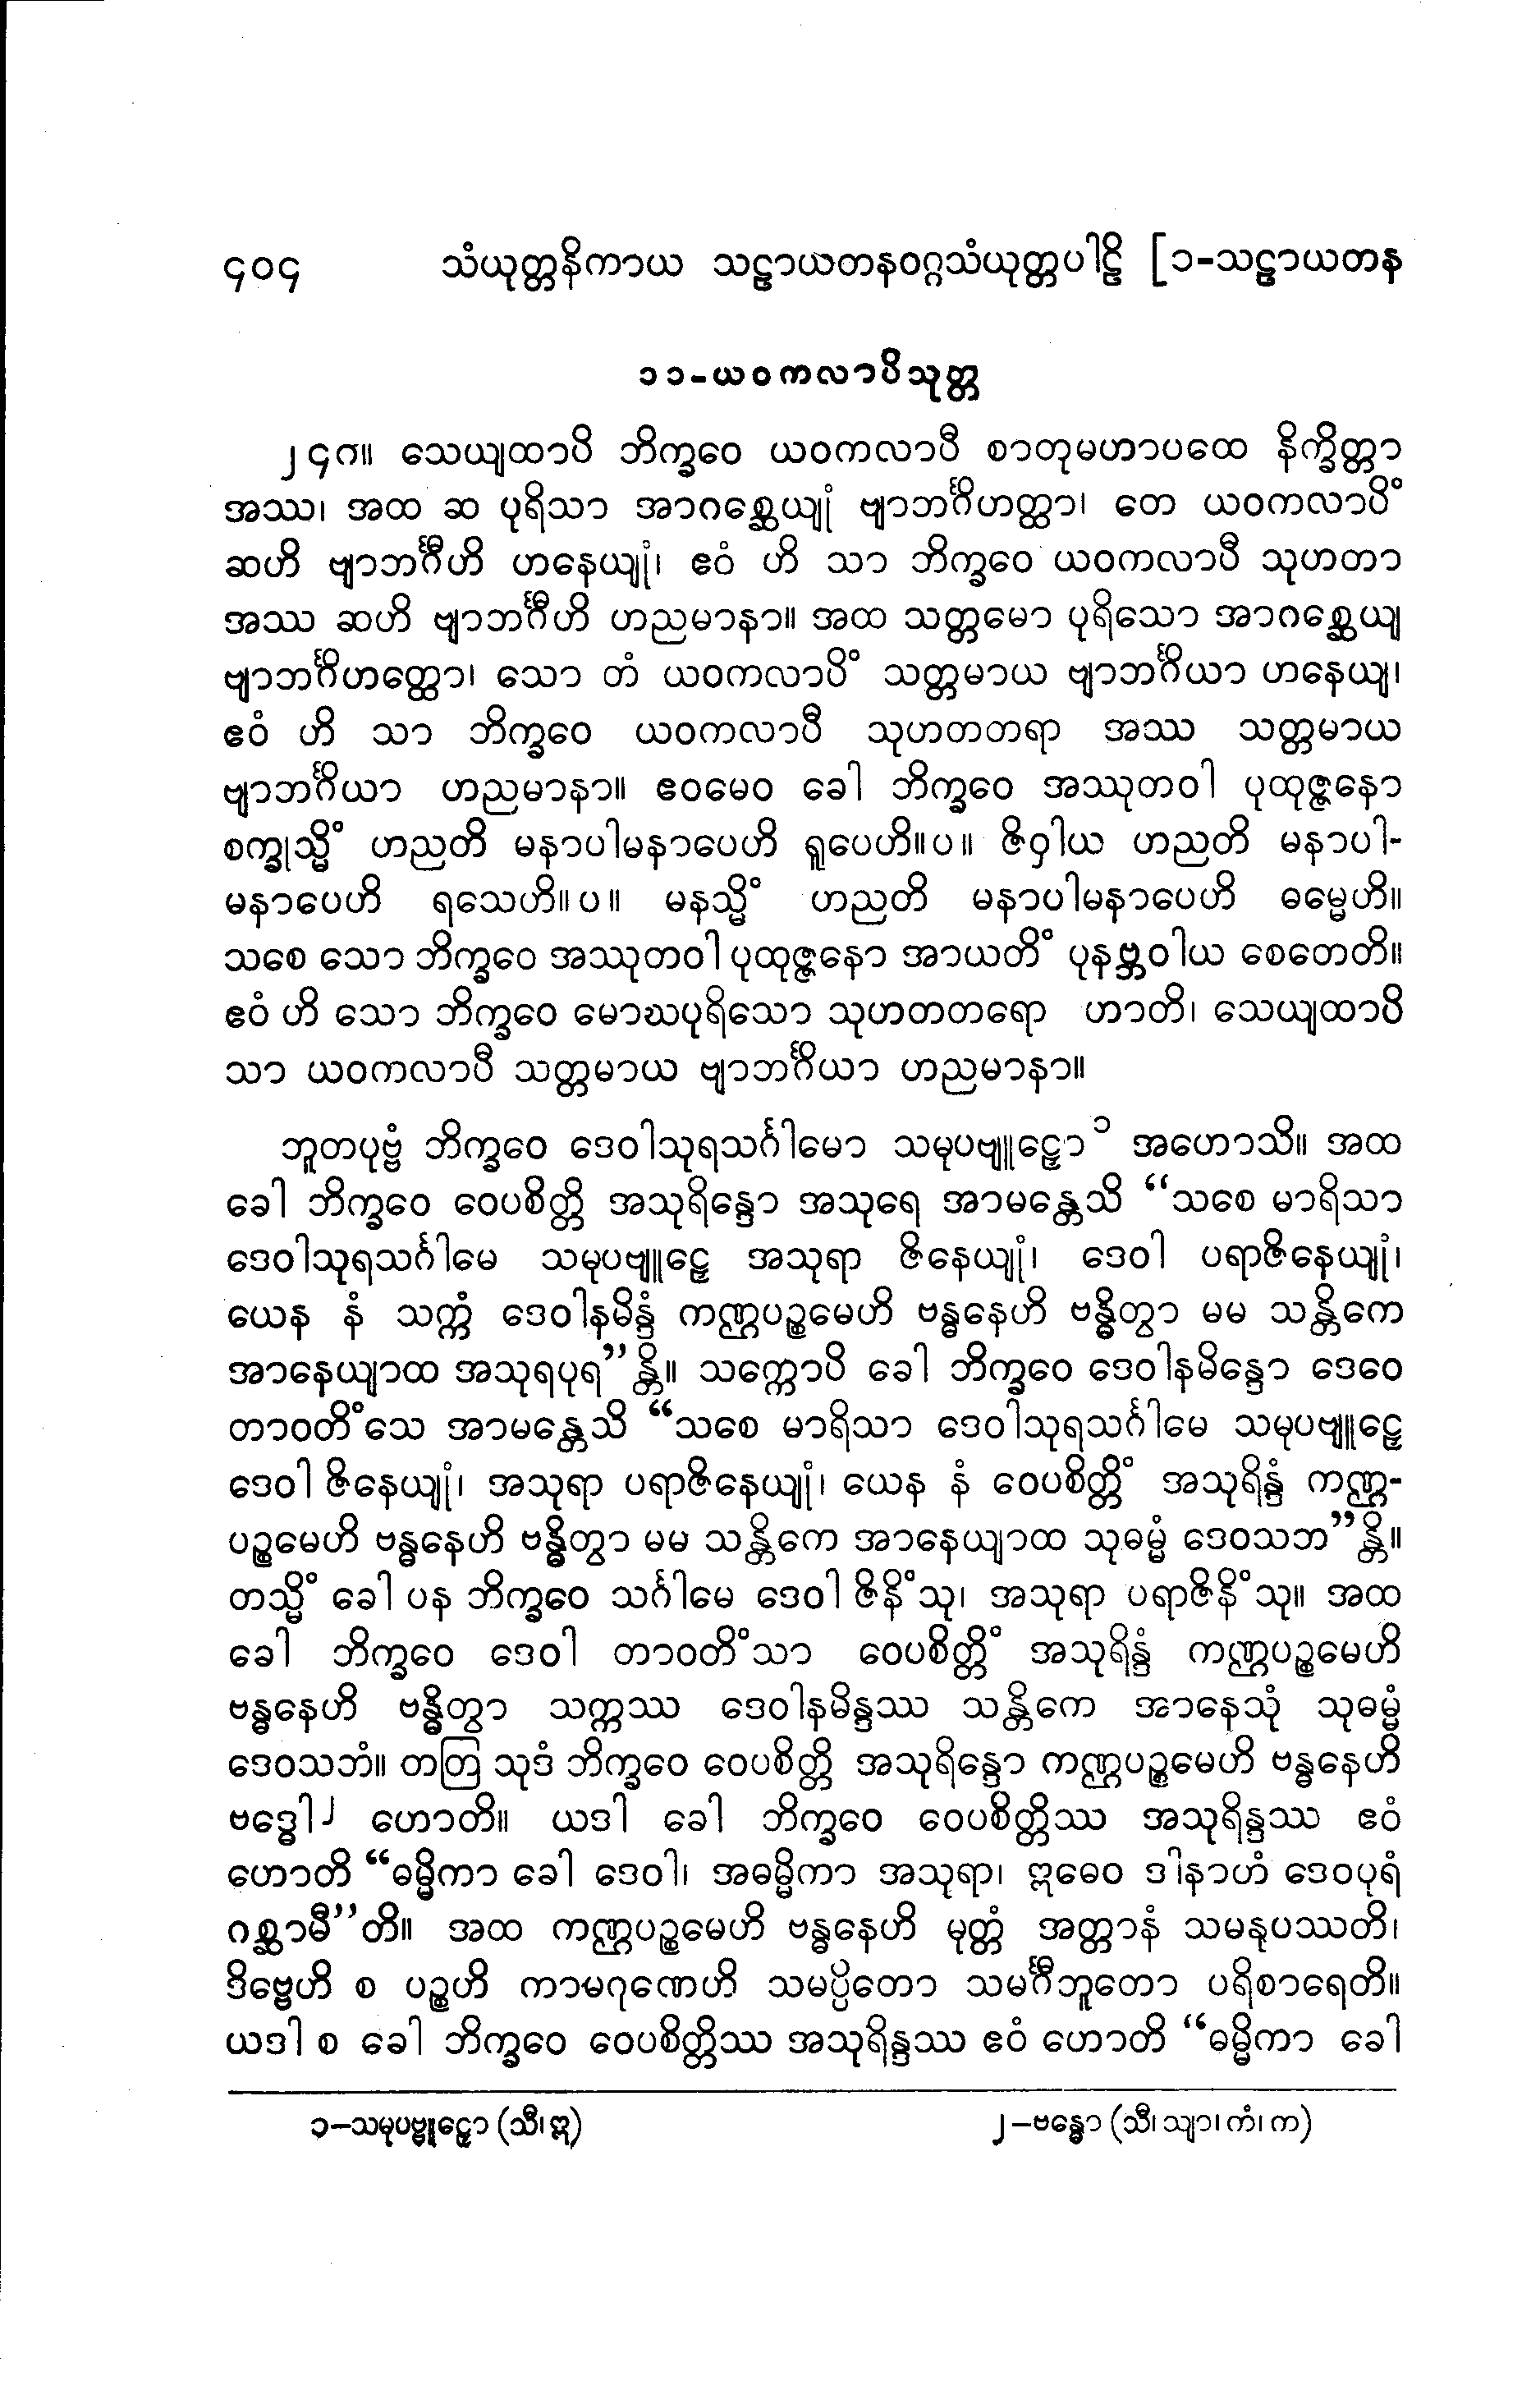 ၄၀၄ သံယုတ္တနိကာယ သဠာယတနဝဂ္ဂသံယုတ္တပါဠိ [၁-သဠာယတန
၁၁-ယဝကလာပိသုတ္တ
၂၄ဂ။ သေယျထာပိ ဘိက္ခဝေ ယဝကလာပီ စာတုမဟာပထေ နိက္ခိတ္တာ
အဿ၊ အထ ဆ ပုရိသာ အာဂစ္ဆေယျုံ ဗျာဘင်္ဂိဟတ္ထာ၊ တေ ယဝကလာပိံ
ဆဟိ ဗျာဘင်္ဂီဟိ ဟနေယျုံ၊ ဧဝံ ဟိ သာ ဘိက္ခဝေ ယဝကလာပီ သုဟတာ
အဿ ဆဟိ ဗျာဘင်္ဂီဟိ ဟညမာနာ။ အထ သတ္တမော ပုရိသော အာဂစ္ဆေယျ
ဗျာဘင်္ဂိဟတ္ထော၊ သော တံ ယဝကလာပိံ သတ္တမာယ ဗျာဘင်္ဂိယာ ဟနေယျ၊
ဧဝံ ဟိ သာ ဘိက္ခဝေ ယဝကလာပီ သုဟတတရာ အဿ သတ္တမာယ
ဗျာဘင်္ဂိယာ ဟညမာနာ။ ဧဝမေဝ ခေါ ဘိက္ခဝေ အဿုတဝါ ပုထုဇ္ဇနော
စက္ခုသ္မိံ ဟညတိ မနာပါမနာပေဟိ ရူပေဟိ။ပ။ ဇိဝှါယ ဟညတိ မနာပါ-
မနာပေဟိ ရသေဟိ။ပ။ မနသ္မိံ ဟညတိ မနာပါမနာပေဟိ ဓမ္မေဟိ။
သစေ သော ဘိက္ခဝေ အဿုတဝါ ပုထုဇ္ဇနော အာယတိံ ပုနဗ္ဘဝါယ စေတေတိ။
ဧဝံ ဟိ သော ဘိက္ခဝေ မောဃပုရိသော သုဟတတရော ဟောတိ၊ သေယျထာပိ
သာ ယဝကလာပီ သတ္တမာယ ဗျာဘင်္ဂိယာ ဟညမာနာ။
ဘူတပုဗ္ဗံ ဘိက္ခဝေ ဒေဝါသုရသင်္ဂါမော သမုပဗျူဠှော၁ အဟောသိ။ အထ
ခေါ ဘိက္ခဝေ ဝေပစိတ္တိ အသုရိန္ဒော အသုရေ အာမန္တေသိ “သစေ မာရိသာ
ဒေဝါသုရသင်္ဂါမေ သမုပဗျူဠှေ အသုရာ ဇိနေယျုံ၊ ဒေဝါ ပရာဇိနေယျုံ၊
ယေန နံ သက္ကံ ဒေဝါနမိန္ဒံ ကဏ္ဌပဉ္စမေဟိ ဗန္ဓနေဟိ ဗန္ဓိတွာ မမ သန္တိကေ
အာနေယျာထ အသုရပုရ”န္တိ။ သက္ကောပိ ခေါ ဘိက္ခဝေ ဒေဝါနမိန္ဒော ဒေဝေ
တာဝတိံသေ အာမန္တေသိ “သစေ မာရိသာ ဒေဝါသုရသင်္ဂါမေ သမုပဗျူဠှေ
ဒေဝါ ဇိနေယျုံ၊ အသုရာ ပရာဇိနေယျုံ၊ ယေန နံ ဝေပစိတ္တိံ အသုရိန္ဒံ ကဏ္ဌ-
ပဉ္စမေဟိ ဗန္ဓနေဟိ ဗန္ဓိတွာ မမ သန္တိကေ အာနေယျာထ သုဓမ္မံ ဒေဝသဘ”န္တိ။
တသ္မိံ ခေါ ပန ဘိက္ခဝေ သင်္ဂါမေ ဒေဝါ ဇိနိံသု၊ အသုရာ ပရာဇိနိံသု။ အထ
ခေါ ဘိက္ခဝေ ဒေဝါ တာဝတိံသာ ဝေပစိတ္တိံ အသုရိန္ဒံ ကဏ္ဌပဉ္စမေဟိ
ဗန္ဓနေဟိ ဗန္ဓိတွာ သက္ကဿ ဒေဝါနမိန္ဒဿ သန္တိကေ အာနေသုံ သုဓမ္မံ
ဒေဝသဘံ။ တတြ သုဒံ ဘိက္ခဝေ ဝေပစိတ္တိ အသုရိန္ဒော ကဏ္ဌပဉ္စမေဟိ ဗန္ဓနေဟိ
ဗဒ္ဓေါ၂ ဟောတိ။ ယဒါ ခေါ ဘိက္ခဝေ ဝေပစိတ္တိဿ အသုရိန္ဒဿ ဧဝံ
ဟောတိ “ဓမ္မိကာ ခေါ ဒေဝါ၊ အဓမ္မိကာ အသုရာ၊ ဣဓေဝ ဒါနာဟံ ဒေဝပုရံ
ဂစ္ဆာမီ”တိ။ အထ ကဏ္ဌပဉ္စမေဟိ ဗန္ဓနေဟိ မုတ္တံ အတ္တာနံ သမနုပဿတိ၊
ဒိဗ္ဗေဟိ စ ပဉ္စဟိ ကာမဂုဏေဟိ သမပ္ပိတော သမင်္ဂီဘူတော ပရိစာရေတိ။
ယဒါ စ ခေါ ဘိက္ခဝေ ဝေပစိတ္တိဿ အသုရိန္ဒဿ ဧဝံ ဟောတိ “ဓမ္မိကာ ခေါ
၁-သမုပဗ္ဗူဠှော (သီ၊ ဣ)
၂-ဗန္ဓော (သီ၊ သျာ၊ ကံ၊ က)